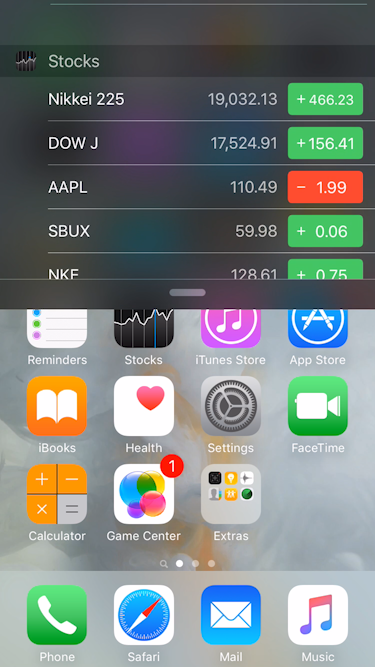 Stocks
Nikkei 225 19,032.13 + 466.23
DOW J 17,524.91 +156.41
AAPL 110.49 − 1.99
SBUX 59.98 + 0.06
NKE 128.61 + 0.75
Reminders Stocks iTunes Store App Store
iBooks Health Settings FaceTime
1
Calculator Game Center Extras
Phone Safari Mail Music